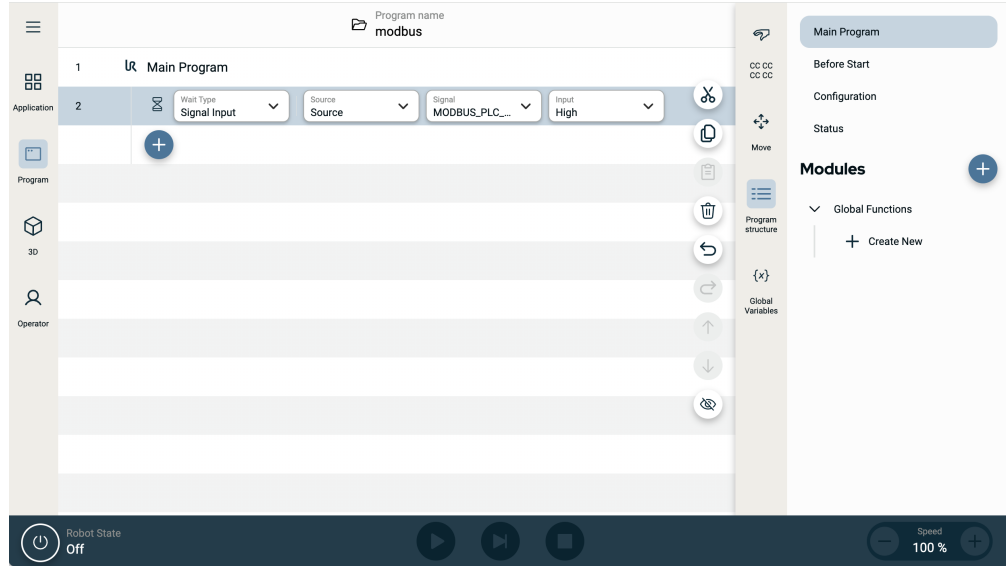 Program name
modbus
Application
Program
3D
Operator
1 Main Program
2
Wait Type
Signal Input
Source
Source
Signal
MODBUS_PLC_...
Input
High
CC CC
CC CC
Move
Program
structure
{x}
Global
Variables
Main Program
Before Start
Configuration
Status
Modules
Global Functions
Create New
Robot State
Off
Speed
100 %